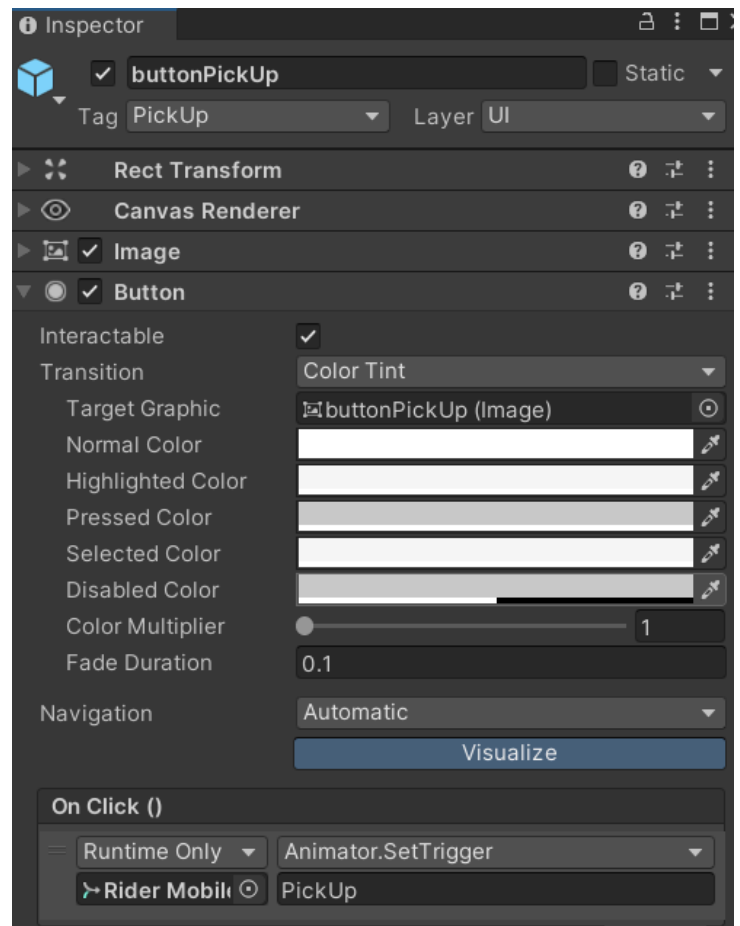 Inspector
buttonPickUp Static
Tag PickUp Layer UI
Rect Transform
Canvas Renderer
Image
Button
Interactable
Transition Color Tint
Target Graphic buttonPickUp (Image)
Normal Color
Highlighted Color
Pressed Color
Selected Color
Disabled Color
Color Multiplier 1
Fade Duration 0.1
Navigation Automatic
Visualize
On Click ()
Runtime Only Animator.SetTrigger
Rider Mobil PickUp